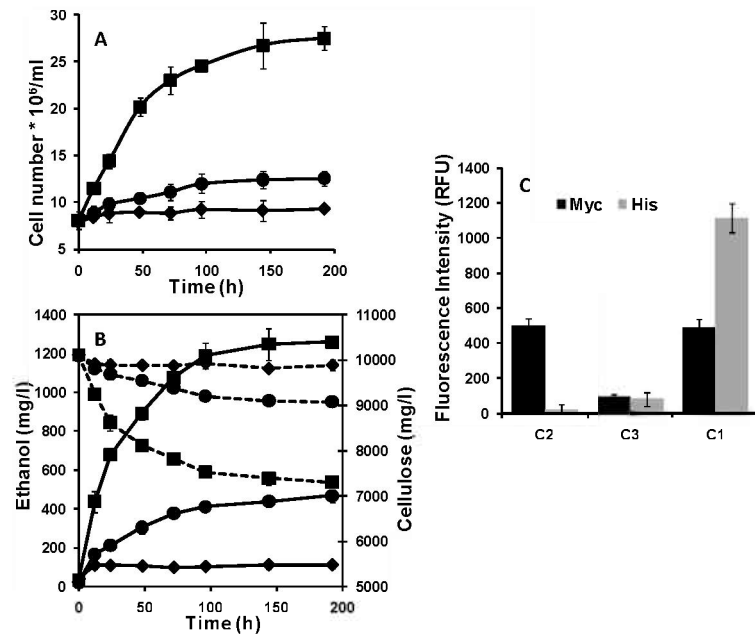 A
Cell number * 10⁶/ml
30
25
20
15
10
5
0 50 100 150 200
Time (h)
B
Ethanol (mg/l)
1400
1200
1000
800
600
400
200
0
11000
10000
9000
8000
7000
6000
5000
Cellulose (mg/l)
0 50 100 150 200
Time (h)
C
Fluorescence Intensity (RFU)
1400
1200
1000
800
600
400
200
0
Myc His
C2 C3 C1